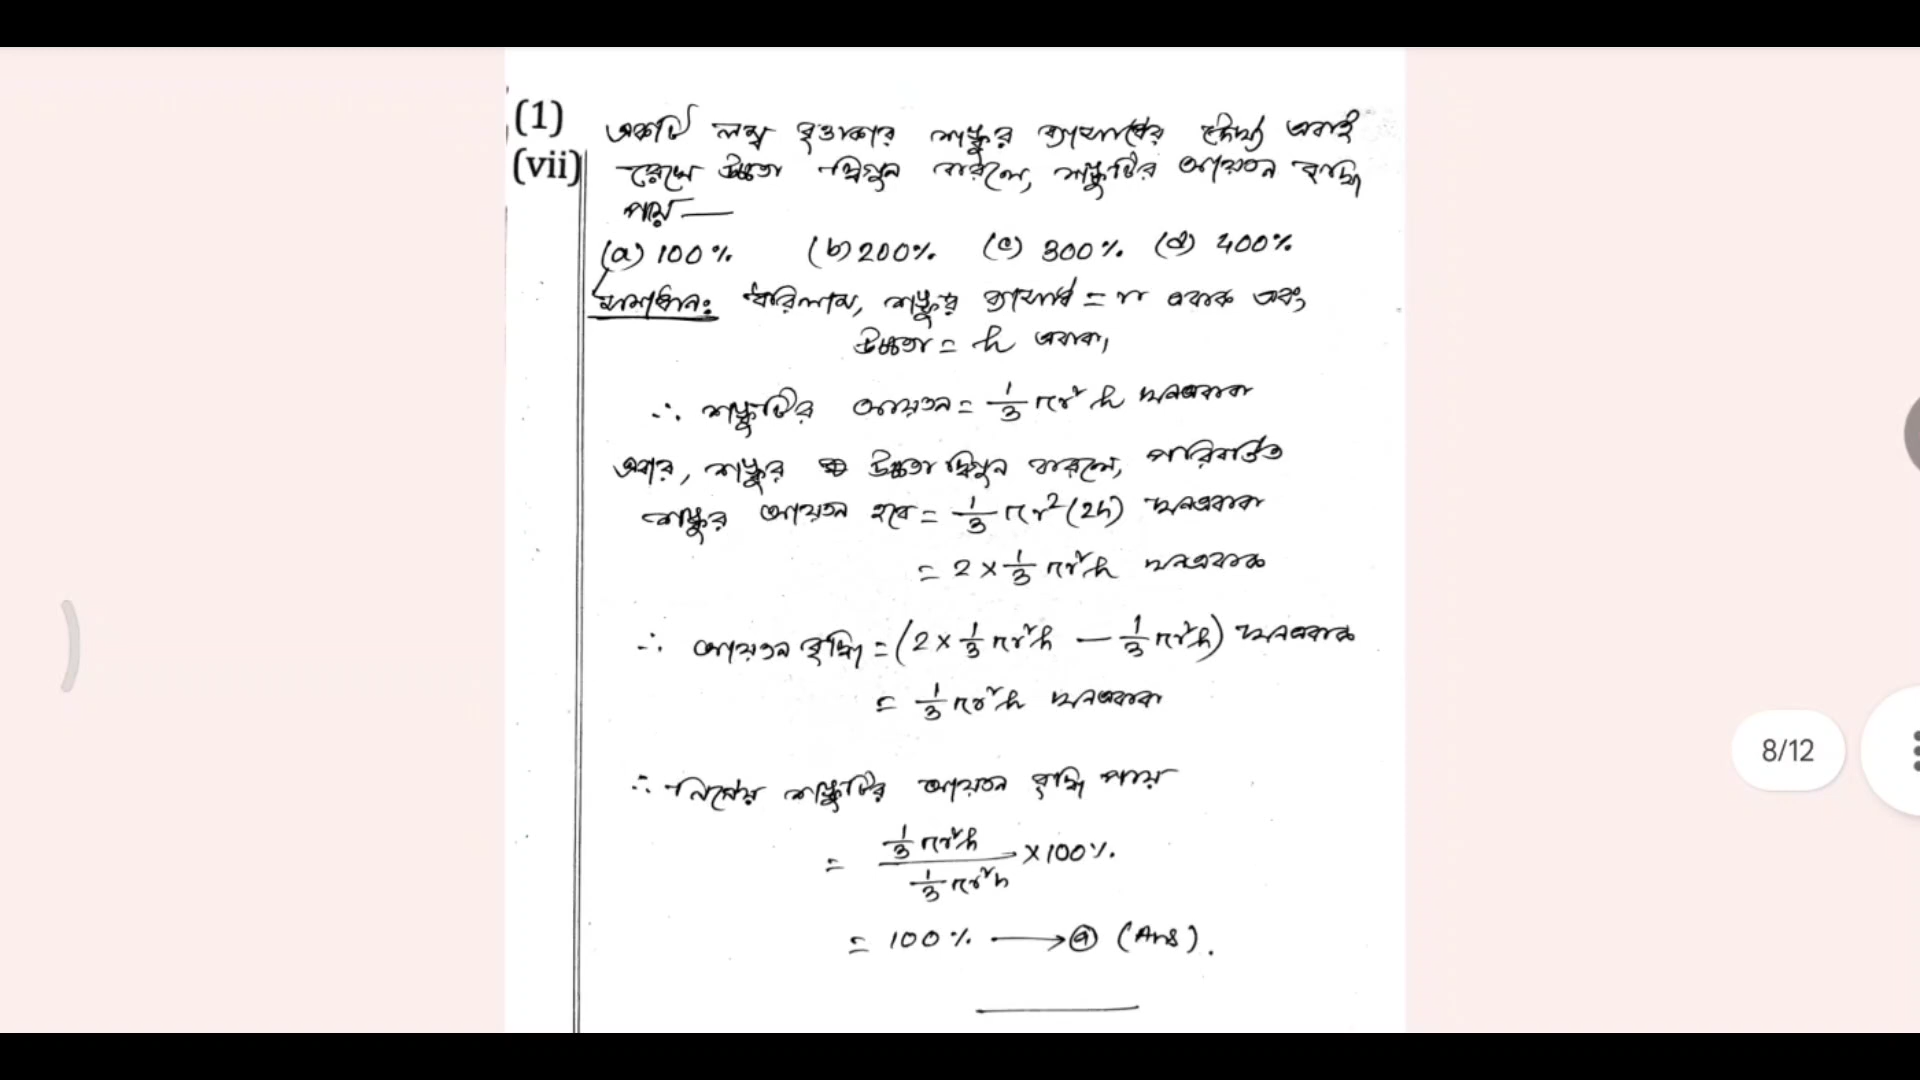 (1)
(vii)
একটি লম্ব বৃত্তাকার শঙ্কুর ব্যাসার্ধের দৈর্ঘ্য একই
রেখে উচ্চতা দ্বিগুন করলে, শঙ্কুটির আয়তন বৃদ্ধি
পায় —
(a) 100% (b) 200% (c) 300% (d) 400%
সমাধান: ধরিলাম, শঙ্কুর ব্যাসার্ধ = r একক এবং
উচ্চতা = h একক,
∴ শঙ্কুটির আয়তন = 1/3 πr²h ঘনএকক
এবার, শঙ্কুর উচ্চতা দ্বিগুন করলে, পরিবর্তিত
শঙ্কুর আয়তন হবে = 1/3 πr²(2h) ঘনএকক
= 2 × 1/3 πr²h ঘনএকক
∴ আয়তন বৃদ্ধি = (2 × 1/3 πr²h — 1/3 πr²h) ঘনএকক
= 1/3 πr²h ঘনএকক
∴ নির্ণেয় শঙ্কুটির আয়তন বৃদ্ধি পায়
= (1/3 πr²h)/(1/3 πr²h) × 100%
= 100% ⟶ ⓐ (Ans).
8/12